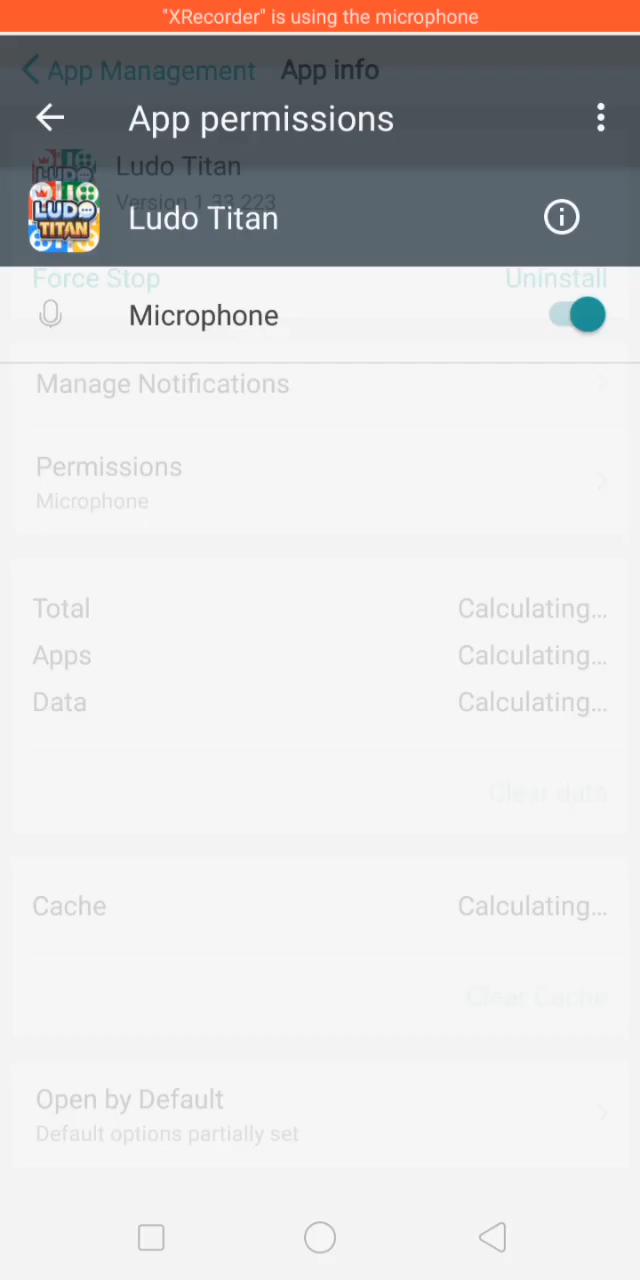 "XRecorder" is using the microphone
App Management App info
App permissions
Ludo Titan
Version 1.33.223
LUDO
TITAN
Ludo Titan
Force Stop Uninstall
Microphone
Manage Notifications
Permissions
Microphone
Total Calculating...
Apps Calculating...
Data Calculating...
Clear data
Cache Calculating...
Clear Cache
Open by Default
Default options partially set